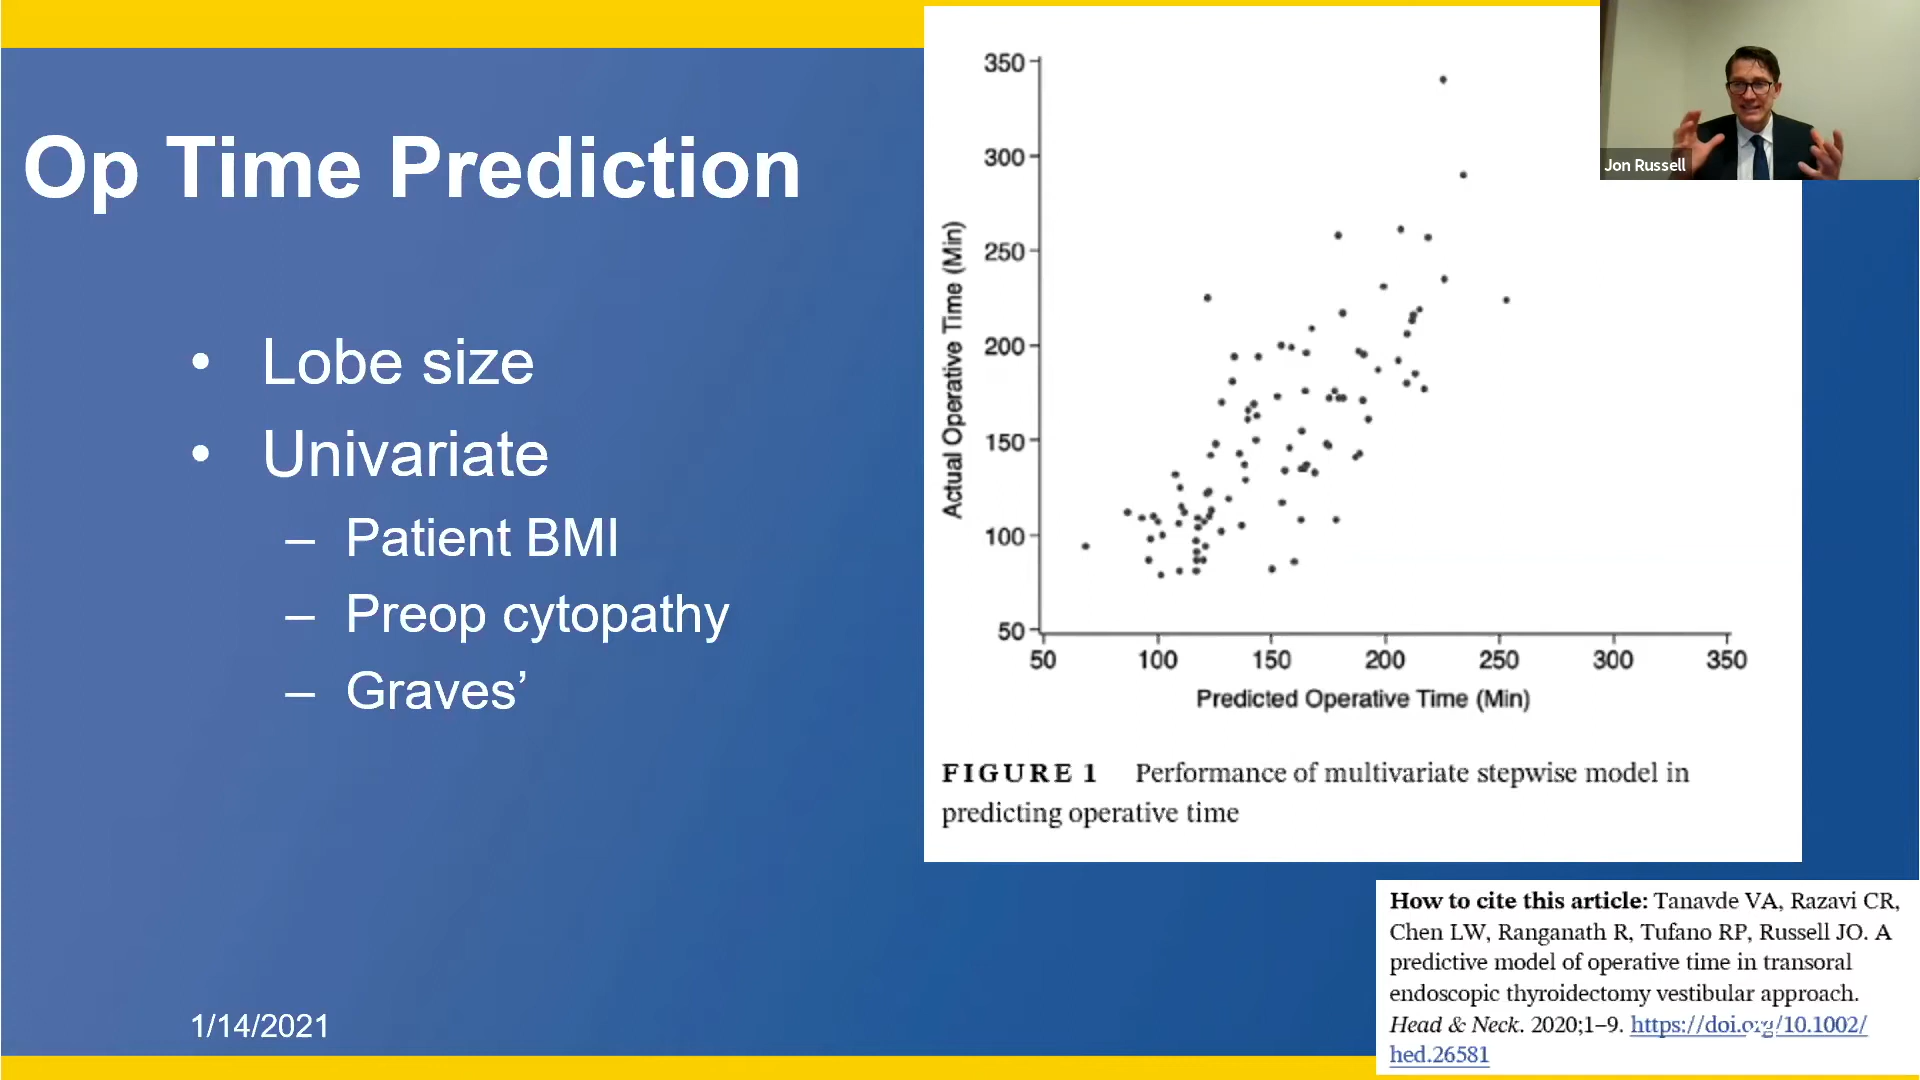 Op Time Prediction
• Lobe size
• Univariate
– Patient BMI
– Preop cytopathy
– Graves’
1/14/2021
350
300
250
200
150
100
50
Actual Operative Time (Min)
50 100 150 200 250 300 350
Predicted Operative Time (Min)
FIGURE 1 Performance of multivariate stepwise model in
predicting operative time
Jon Russell
How to cite this article: Tanavde VA, Razavi CR,
Chen LW, Ranganath R, Tufano RP, Russell JO. A
predictive model of operative time in transoral
endoscopic thyroidectomy vestibular approach.
Head & Neck. 2020;1–9. https://doi.org/10.1002/
hed.26581